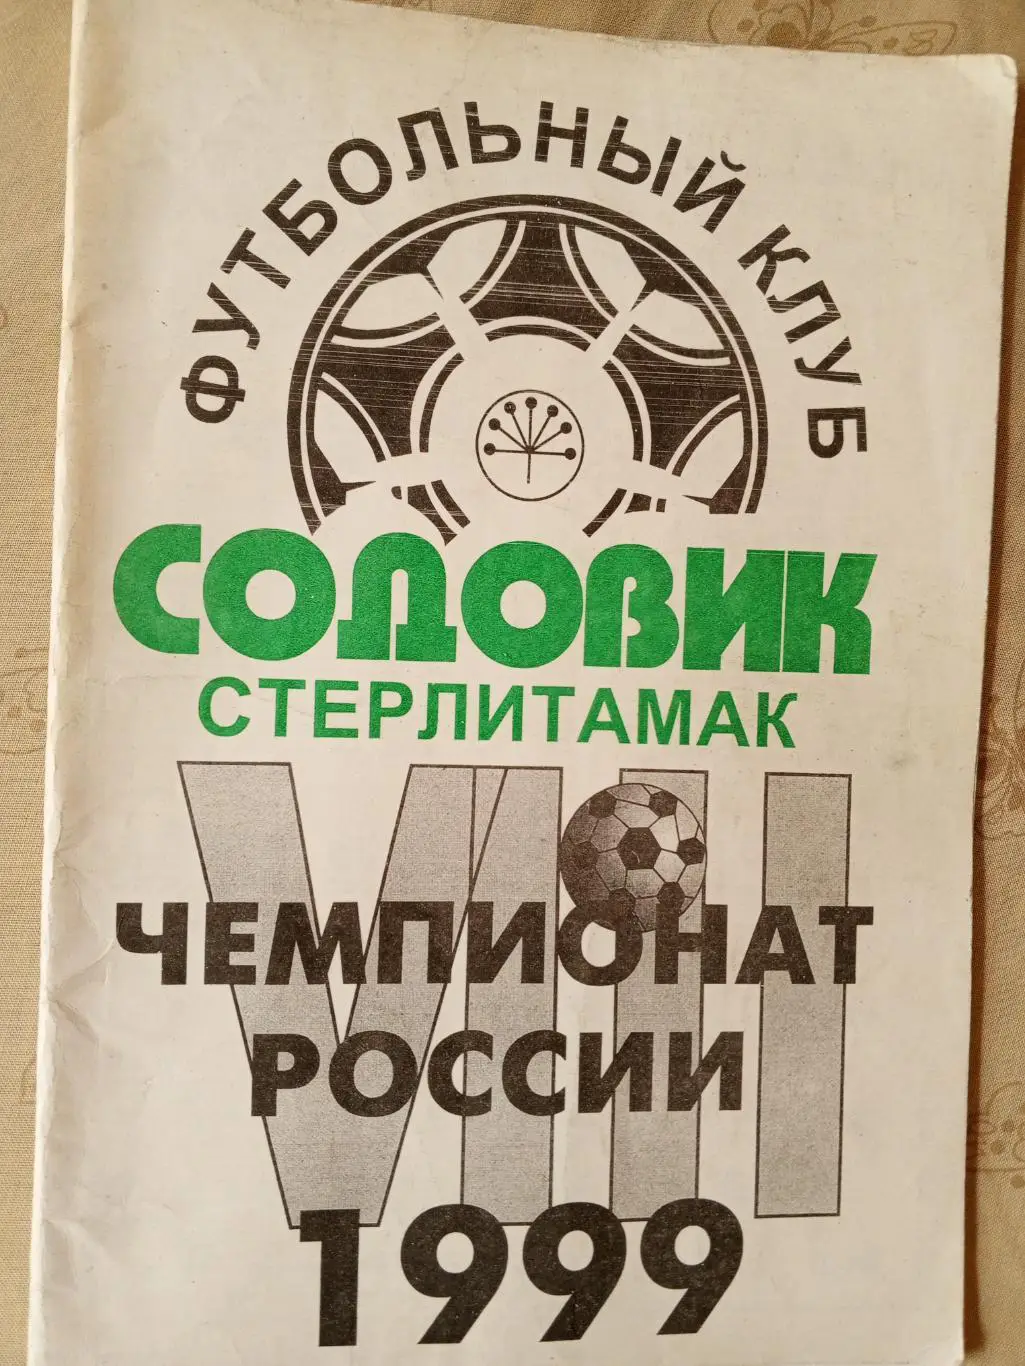 ФУТБОЛЬНЫЙ КЛУБ
СОДОВИК
СТЕРЛИТАМАК
VIII
ЧЕМПИОНАТ
РОССИИ
1999